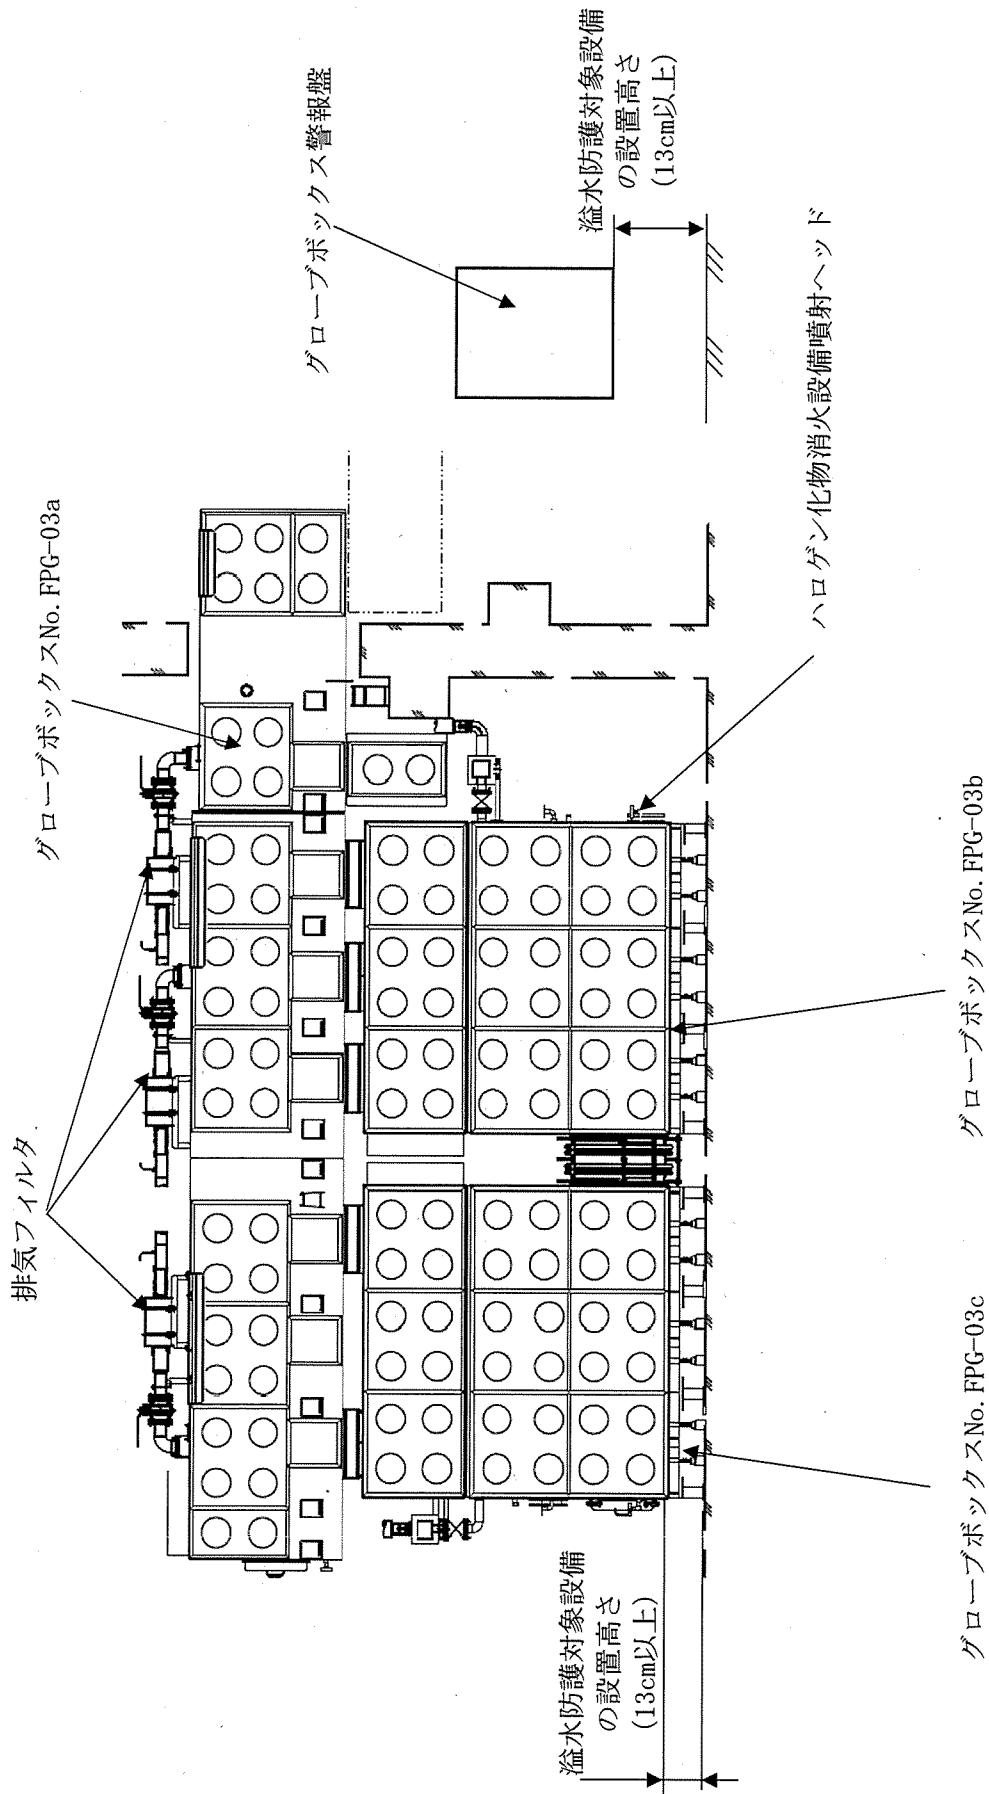 排気フィルタ
グローブボックスNo.FPG-03a
グローブボックス警報盤
溢水防護対象設備
の設置高さ
(13cm以上)
溢水防護対象設備
の設置高さ
(13cm以上)
ハロゲン化物消火設備噴射ヘッド
グローブボックスNo.FPG-03c
グローブボックスNo.FPG-03b